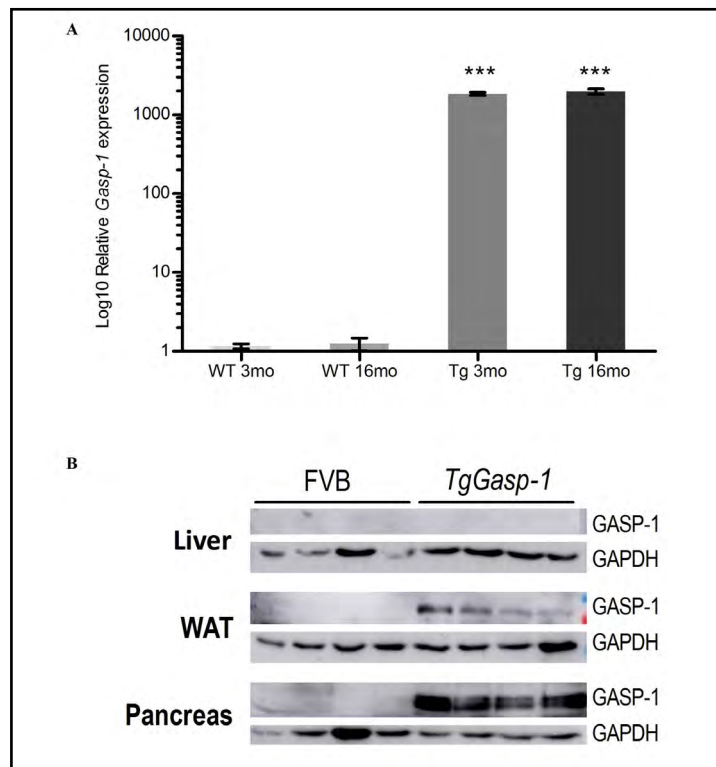 A
Log10 Relative Gasp-1 expression
10000
1000
100
10
1
*** ***
WT 3mo WT 16mo Tg 3mo Tg 16mo
B
FVB TgGasp-1
Liver
GASP-1
GAPDH
WAT
GASP-1
GAPDH
Pancreas
GASP-1
GAPDH